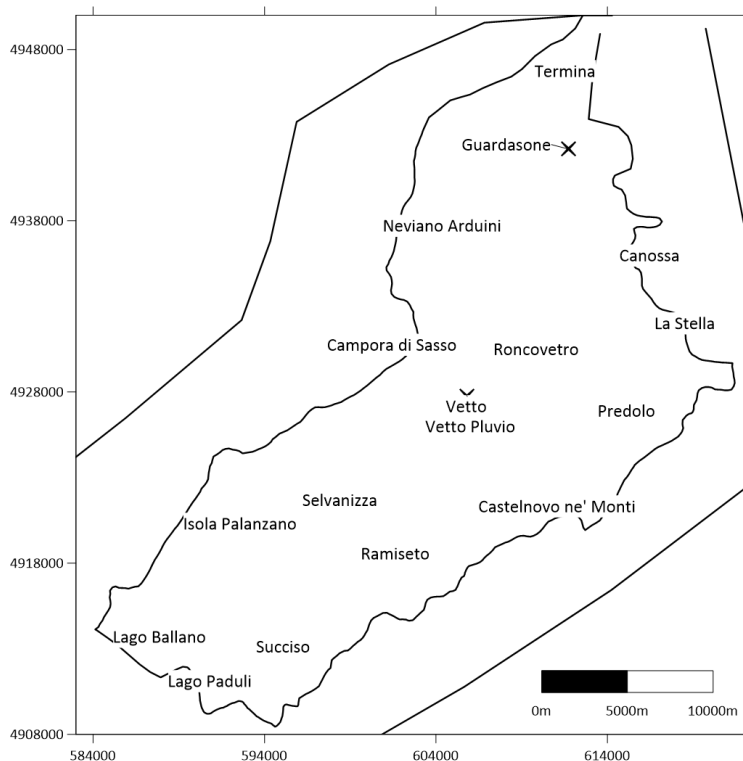 4948000
Termina
Guardasone
4938000
Neviano Arduini
Canossa
La Stella
Campora di Sasso
Roncovetro
4928000
Vetto
Predolo
Vetto Pluvio
Selvanizza
Castelnovo ne' Monti
Isola Palanzano
4918000
Ramiseto
Lago Ballano
Succiso
Lago Paduli
0m 5000m 10000m
4908000
584000 594000 604000 614000